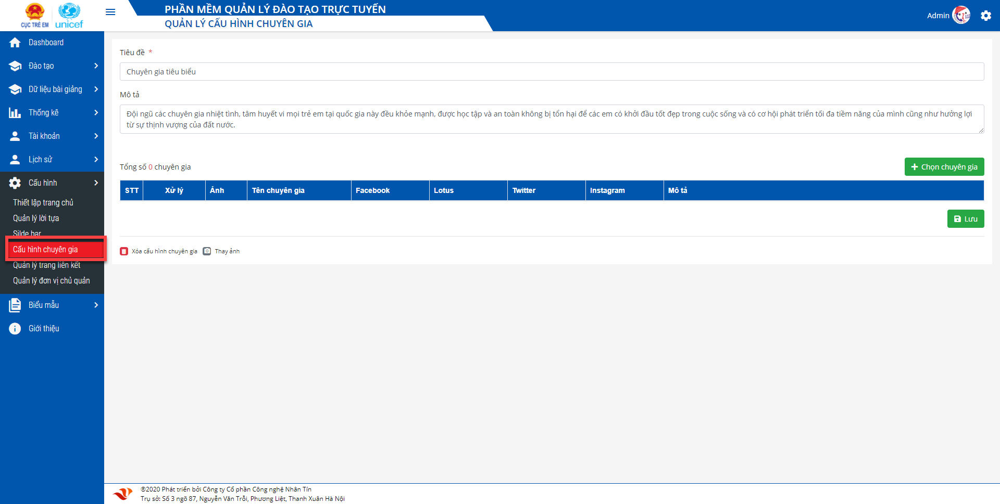 CỤC TRẺ EM
unicef
PHẦN MỀM QUẢN LÝ ĐÀO TẠO TRỰC TUYẾN
QUẢN LÝ CẤU HÌNH CHUYÊN GIA
Admin
Dashboard
Đào tạo
Dữ liệu bài giảng
Thống kê
Tài khoản
Lịch sử
Cấu hình
Thiết lập trang chủ
Quản lý lời tựa
Silde bar
Cấu hình chuyên gia
Quản lý trang liên kết
Quản lý đơn vị chủ quản
Biểu mẫu
Giới thiệu
Tiêu đề *
Chuyên gia tiêu biểu
Mô tả
Đội ngũ các chuyên gia nhiệt tình, tâm huyết vi mọi trẻ em tại quốc gia này đều khỏe mạnh, được học tập và an toàn không bị tổn hại để các em có khởi đầu tốt đẹp trong cuộc sống và có cơ hội phát triển tối đa tiềm năng của mình cũng như hưởng lợi
từ sự thịnh vượng của đất nước.
Tổng số 0 chuyên gia
Chọn chuyên gia
STT Xử lý Ảnh Tên chuyên gia Facebook Lotus Twitter Instagram Mô tả
Lưu
Xóa cấu hình chuyên gia Thay ảnh
©2020 Phát triển bởi Công ty Cổ phần Công nghệ Nhân Tín
Trụ sở: Số 3 ngõ 87, Nguyễn Văn Trỗi, Phương Liệt, Thanh Xuân Hà Nội